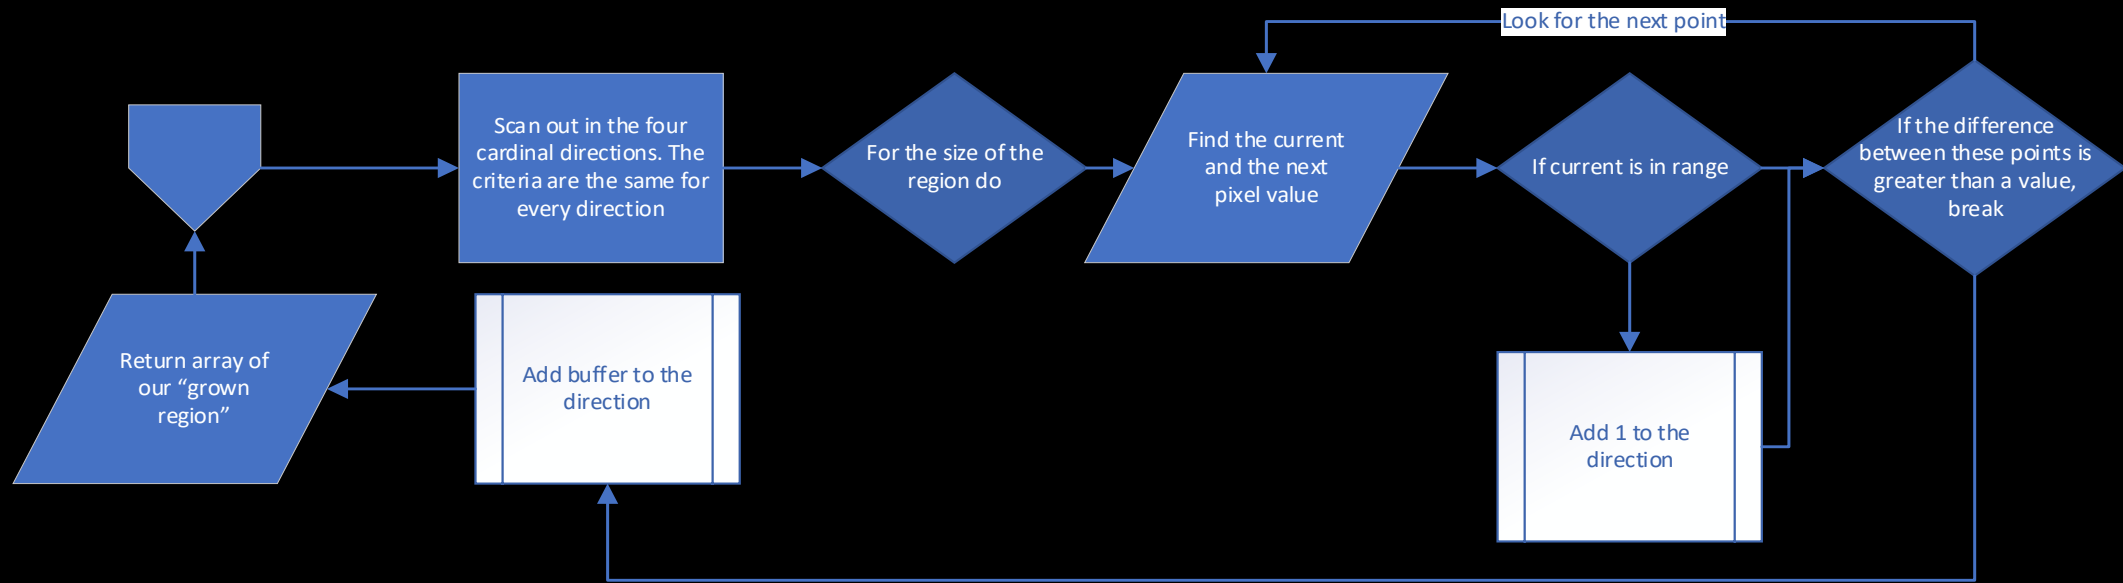 Look for the next point
Scan out in the four
cardinal directions. The
criteria are the same for
every direction
For the size of the
region do
Find the current
and the next
pixel value
If current is in range
If the difference
between these points is
greater than a value,
break
Return array of
our “grown
region”
Add buffer to the
direction
Add 1 to the
direction